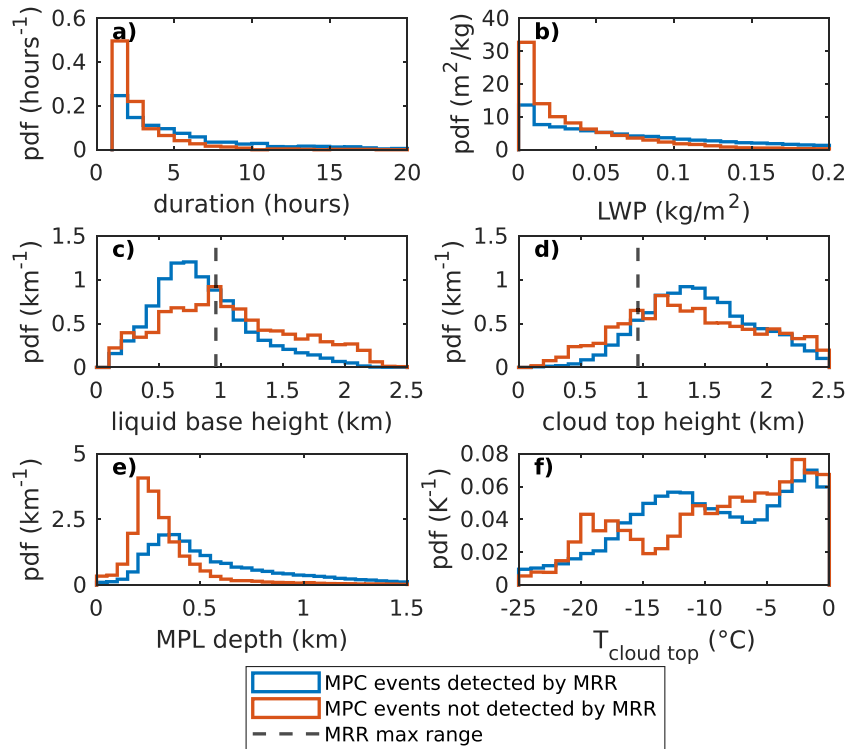 a)
pdf (hours-1)
0.6
0.4
0.2
0
0 5 10 15 20
duration (hours)
b)
pdf (m2/kg)
40
30
20
10
0
0 0.05 0.1 0.15 0.2
LWP (kg/m2)
c)
pdf (km-1)
1.5
1
0.5
0
0 0.5 1 1.5 2 2.5
liquid base height (km)
d)
pdf (km-1)
1.5
1
0.5
0
0 0.5 1 1.5 2 2.5
cloud top height (km)
e)
pdf (km-1)
5
2.5
0
0 0.5 1 1.5
MPL depth (km)
f)
pdf (K-1)
0.08
0.06
0.04
0.02
0
-25 -20 -15 -10 -5 0
Tcloud top (°C)
MPC events detected by MRR
MPC events not detected by MRR
MRR max range